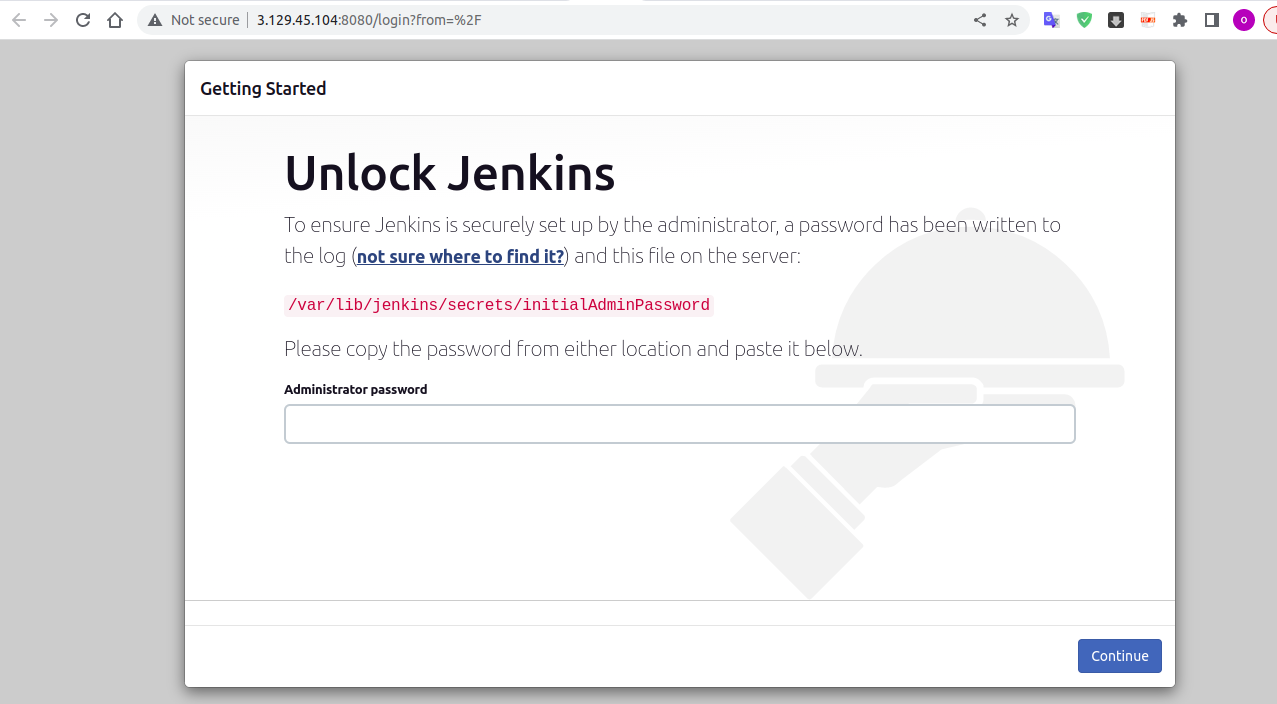 Not secure | 3.129.45.104:8080/login?from=%2F
Getting Started
Unlock Jenkins
To ensure Jenkins is securely set up by the administrator, a password has been written to
the log (not sure where to find it?) and this file on the server:
/var/lib/jenkins/secrets/initialAdminPassword
Please copy the password from either location and paste it below.
Administrator password
Continue